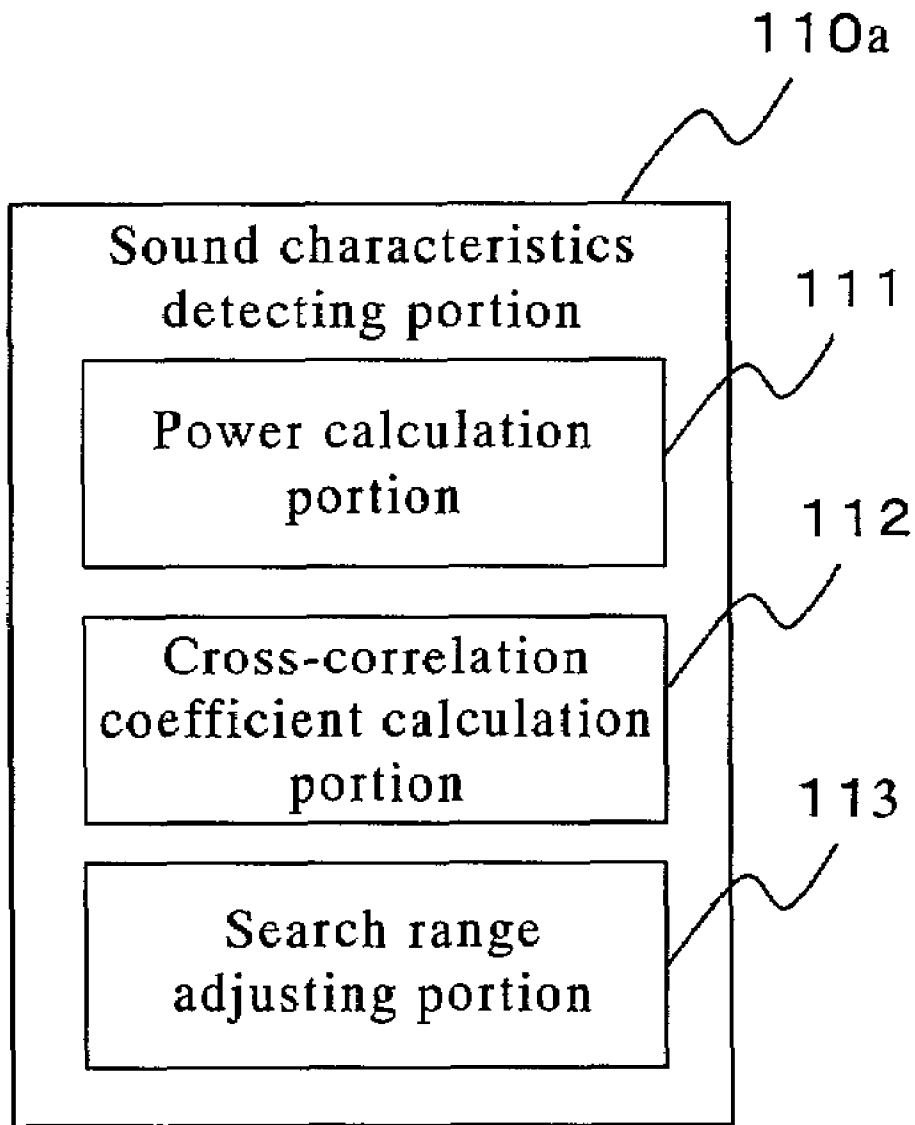 110a
Sound characteristics
detecting portion
111
Power calculation
portion
112
Cross-correlation
coefficient calculation
portion
113
Search range
adjusting portion